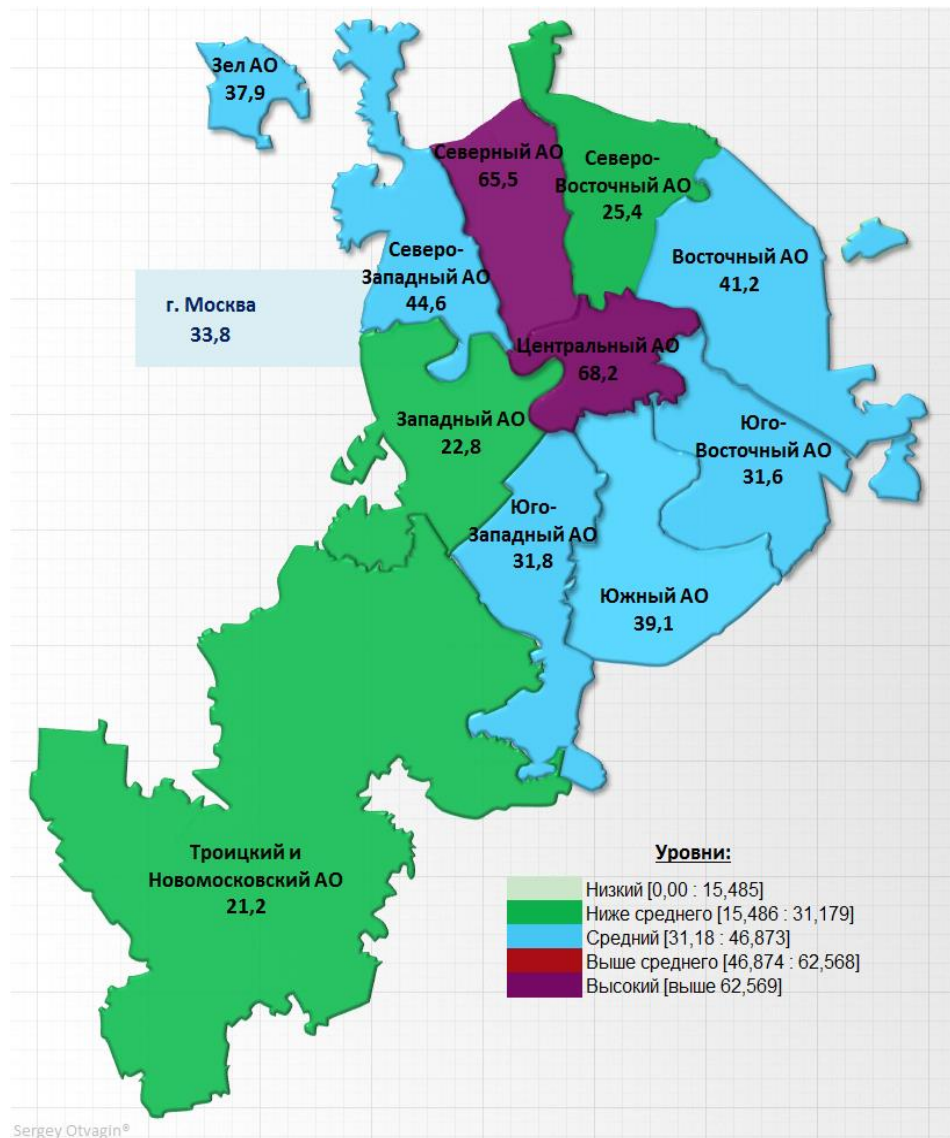 Зел АО
37,9
Северный АО
65,5
Северо-
Восточный АО
25,4
Северо-
Западный АО
44,6
Восточный АО
41,2
г. Москва
33,8
Центральный АО
68,2
Западный АО
22,8
Юго-
Восточный АО
31,6
Юго-
Западный АО
31,8
Южный АО
39,1
Троицкий и
Новомосковский АО
21,2
Уровни:
Низкий [0,00 : 15,485]
Ниже среднего [15,486 : 31,179]
Средний [31,18 : 46,873]
Выше среднего [46,874 : 62,568]
Высокий [выше 62,569]
Sergey Otvagin®